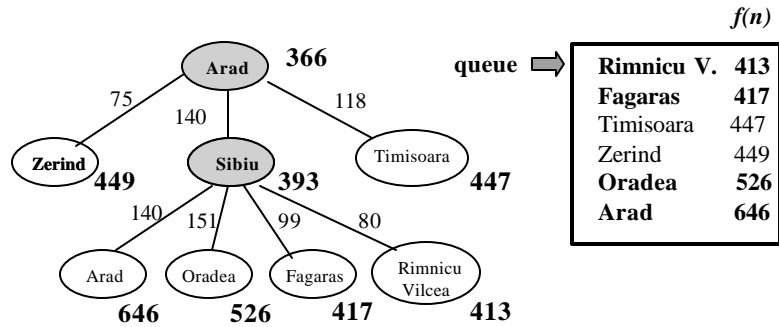 f(n)
Arad 366
queue
Rimnicu V. 413
Fagaras 417
Timisoara 447
Zerind 449
Oradea 526
Arad 646
75
140
118
Zerind 449
Sibiu 393
Timisoara 447
140
151
99
80
Arad 646
Oradea 526
Fagaras 417
Rimnicu
Vilcea 413